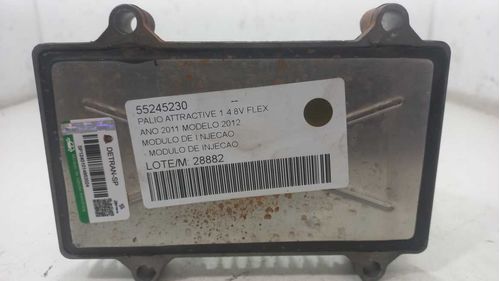 55245230 --
PALIO ATTRACTIVE 1.4 8V FLEX
ANO 2011 MODELO 2012
MODULO DE INJECAO
- MODULO DE INJECAO
LOTE/M: 28882
DETRAN-SP